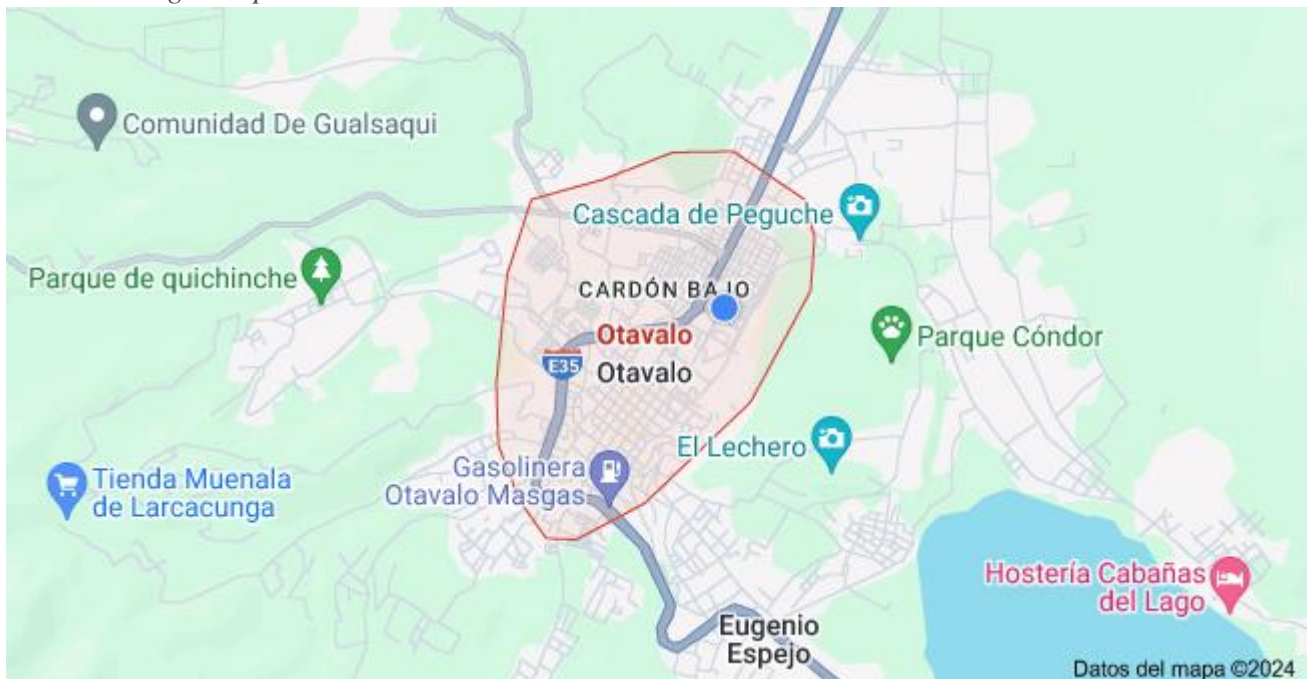 Comunidad De Gualsaqui
Cascada de Peguche
Parque de quichinche
CARDÓN BAJO
Otavalo
Parque Cóndor
E35
Otavalo
El Lechero
Gasolinera
Otavalo Masgas
Tienda Muenala
de Larcacunga
Hostería Cabañas
del Lago
Eugenio
Espejo
Datos del mapa ©2024